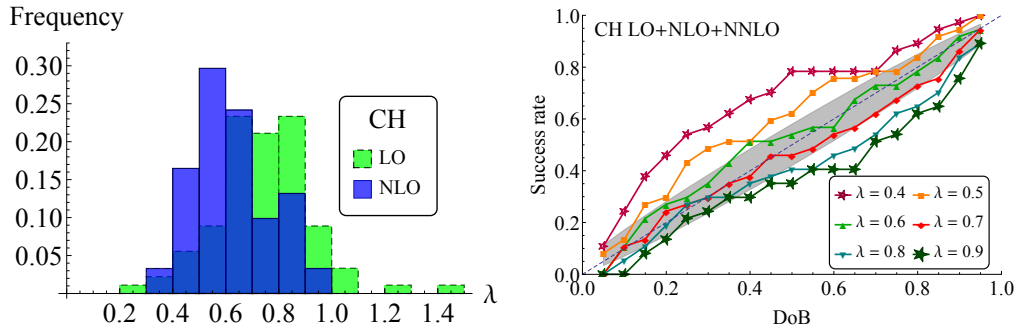 Frequency
0.30
0.25
0.20
0.15
0.10
0.05
0.2 0.4 0.6 0.8 1.0 1.2 1.4
λ
CH
LO
NLO
CH LO+NLO+NNLO
Success rate
1.0
0.8
0.6
0.4
0.2
0.0
0.0 0.2 0.4 0.6 0.8 1.0
DoB
λ = 0.4 λ = 0.5
λ = 0.6 λ = 0.7
λ = 0.8 λ = 0.9